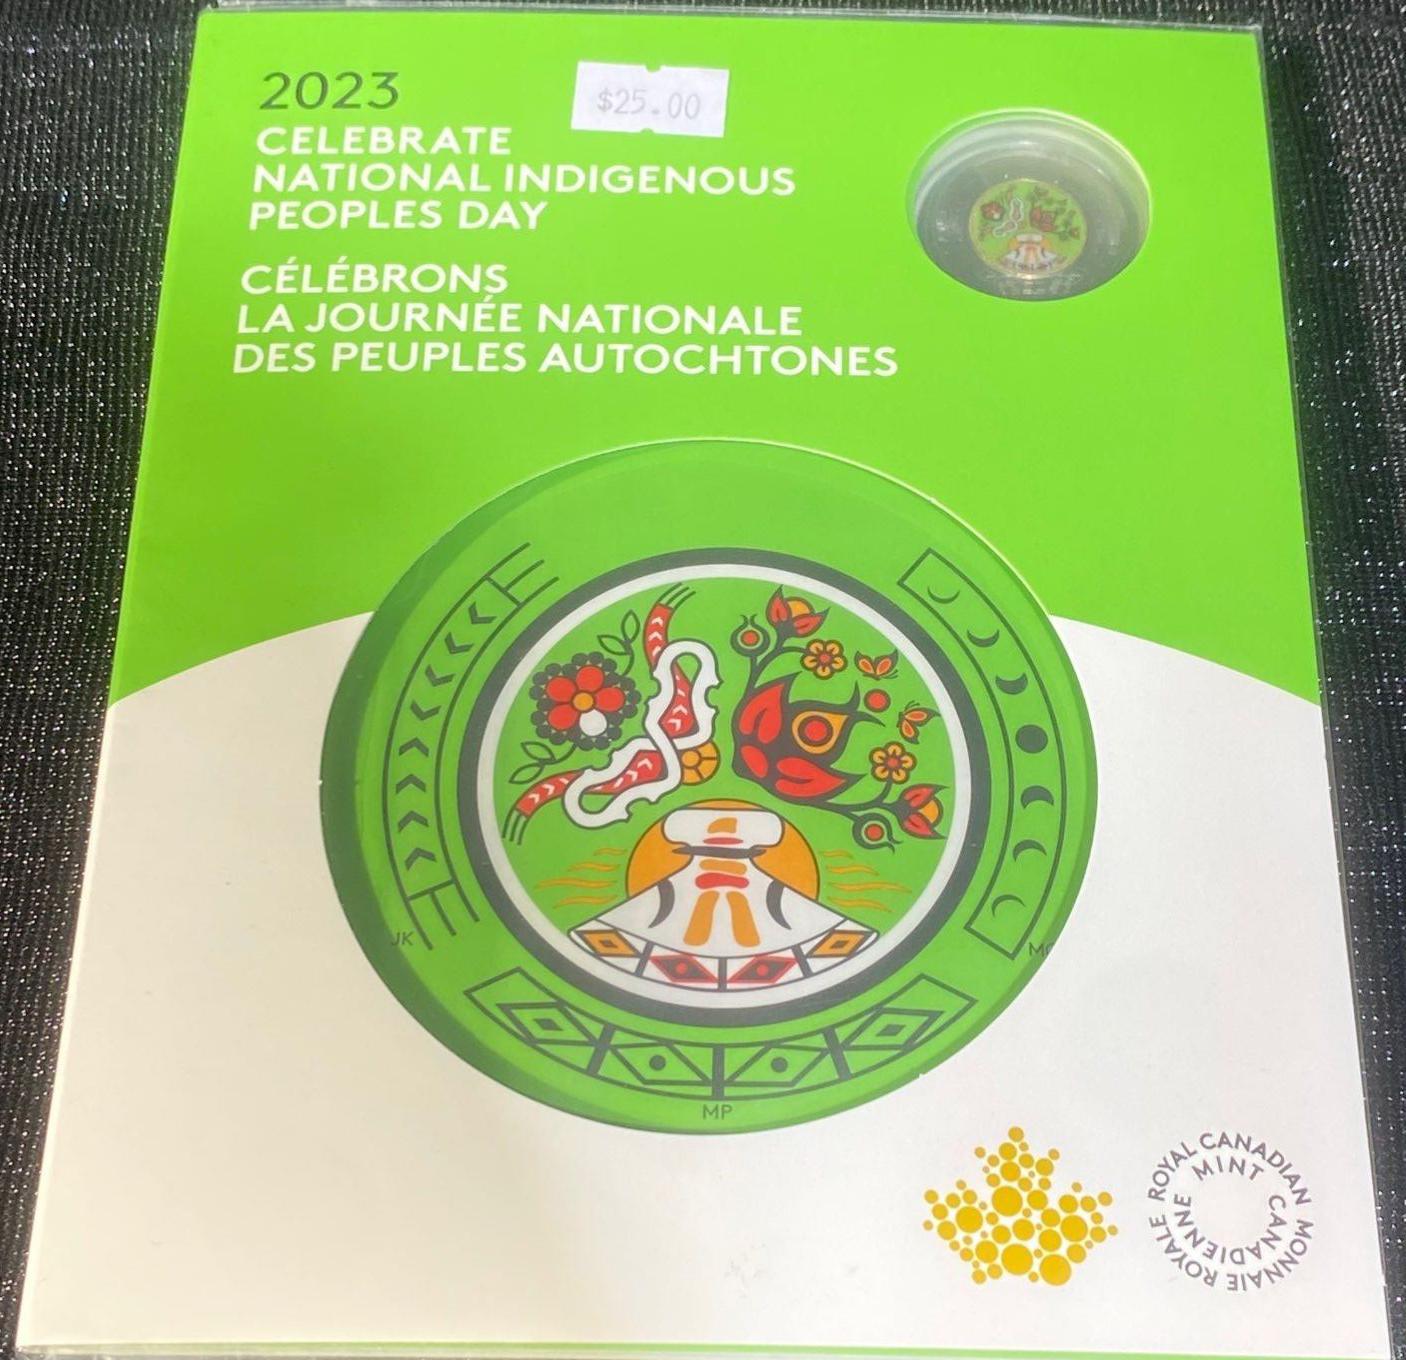 2023
$25.00
CELEBRATE
NATIONAL INDIGENOUS
PEOPLES DAY
CÉLÉBRONS
LA JOURNÉE NATIONALE
DES PEUPLES AUTOCHTONES
JK
MP
ROYAL CANADIAN MINT
MONNAIE ROYALE CANADIENNE